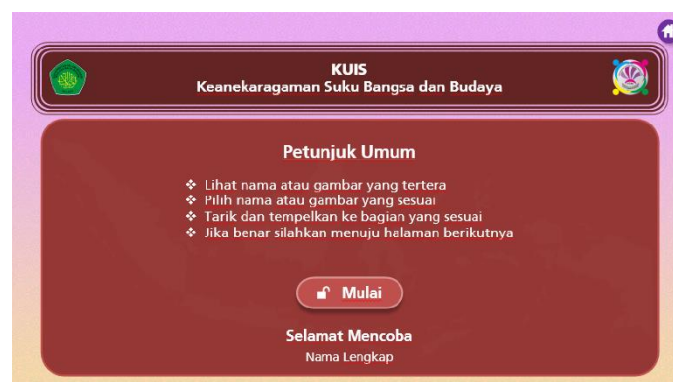 KUIS
Keanekaragaman Suku Bangsa dan Budaya
Petunjuk Umum
❖ Lihat nama atau gambar yang tertera
❖ Pilih nama atau gambar yang sesuai
❖ Tarik dan tempelkan ke bagian yang sesuai
❖ Jika benar silahkan menuju halaman berikutnya
Mulai
Selamat Mencoba
Nama Lengkap